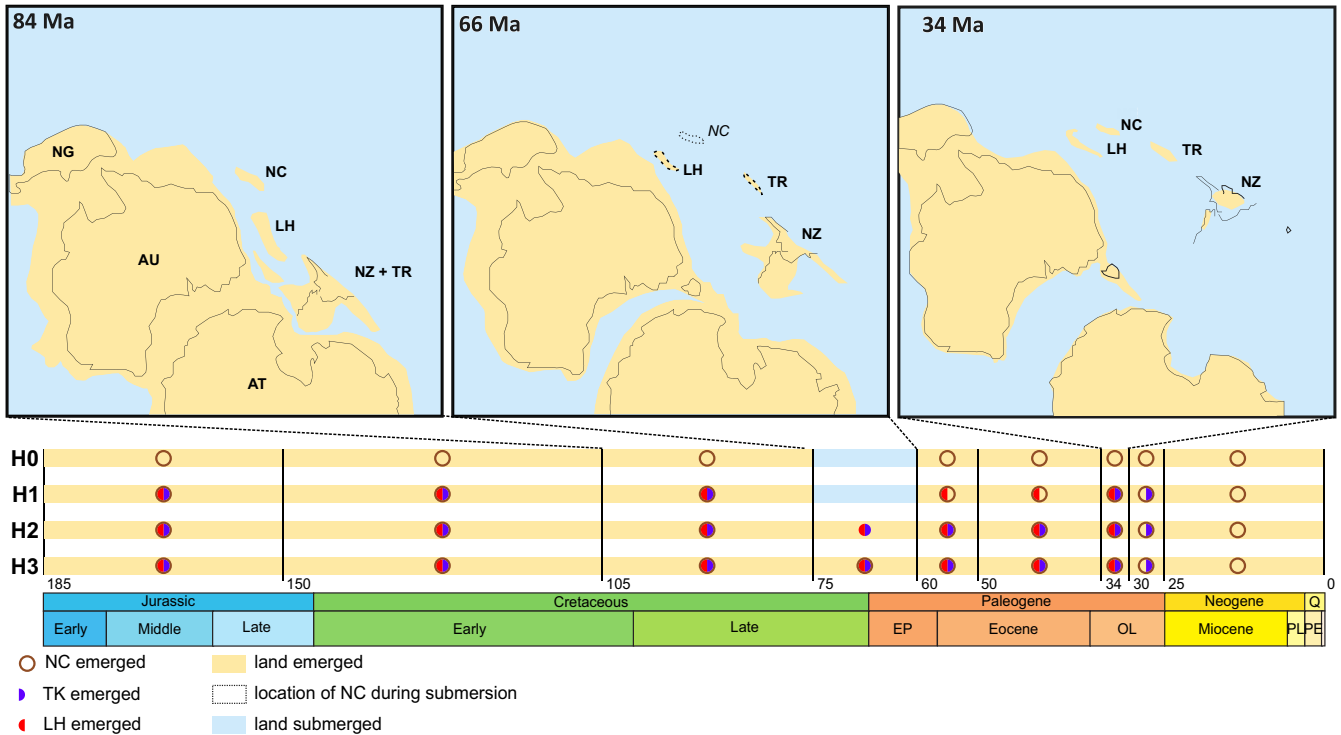 84 Ma
NG
AU
NC
LH
NZ + TR
AT
66 Ma
NC
LH
TR
NZ
34 Ma
NC
LH
TR
NZ
H0
H1
H2
H3
185 150 105 75 60 50 34 30 25 0
Jurassic Cretaceous Paleogene Neogene Q
Early Middle Late Early Late EP Eocene OL Miocene PL PE
NC emerged land emerged
TK emerged location of NC during submersion
LH emerged land submerged